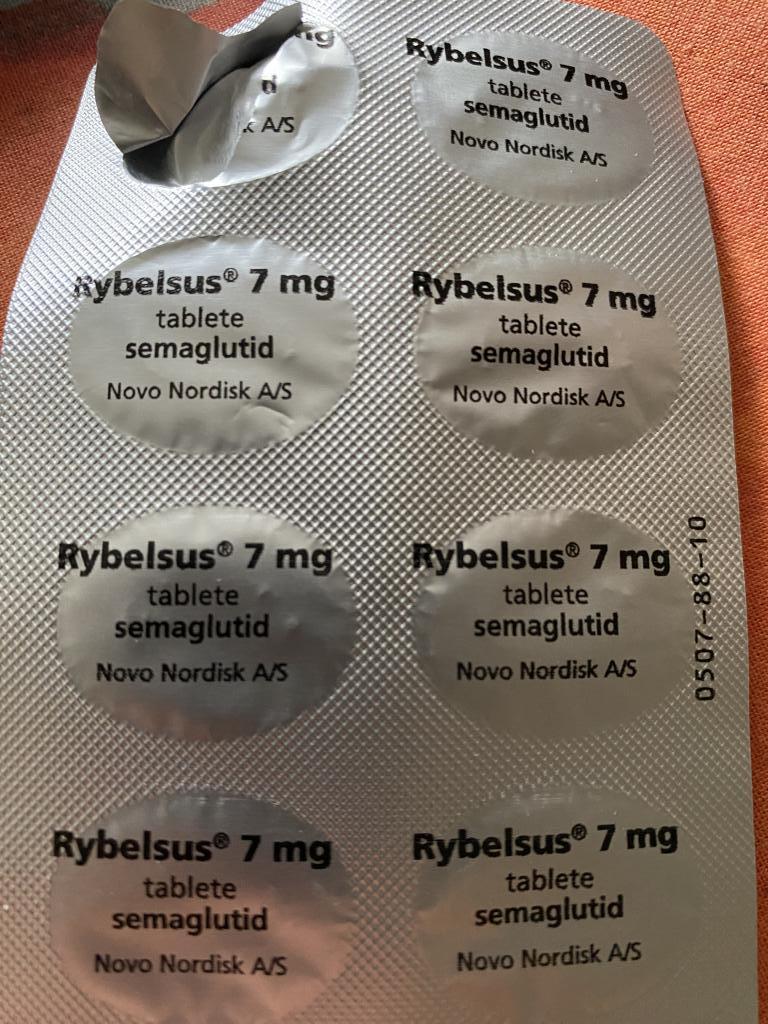 mg
d
k A/S
Rybelsus® 7 mg
tablete
semaglutid
Novo Nordisk A/S
Rybelsus® 7 mg
tablete
semaglutid
Novo Nordisk A/S
Rybelsus® 7 mg
tablete
semaglutid
Novo Nordisk A/S
Rybelsus® 7 mg
tablete
semaglutid
Novo Nordisk A/S
Rybelsus® 7 mg
tablete
semaglutid
Novo Nordisk A/S
0507-88-10
Rybelsus® 7 mg
tablete
semaglutid
Novo Nordisk A/S
Rybelsus® 7 mg
tablete
semaglutid
Novo Nordisk A/S